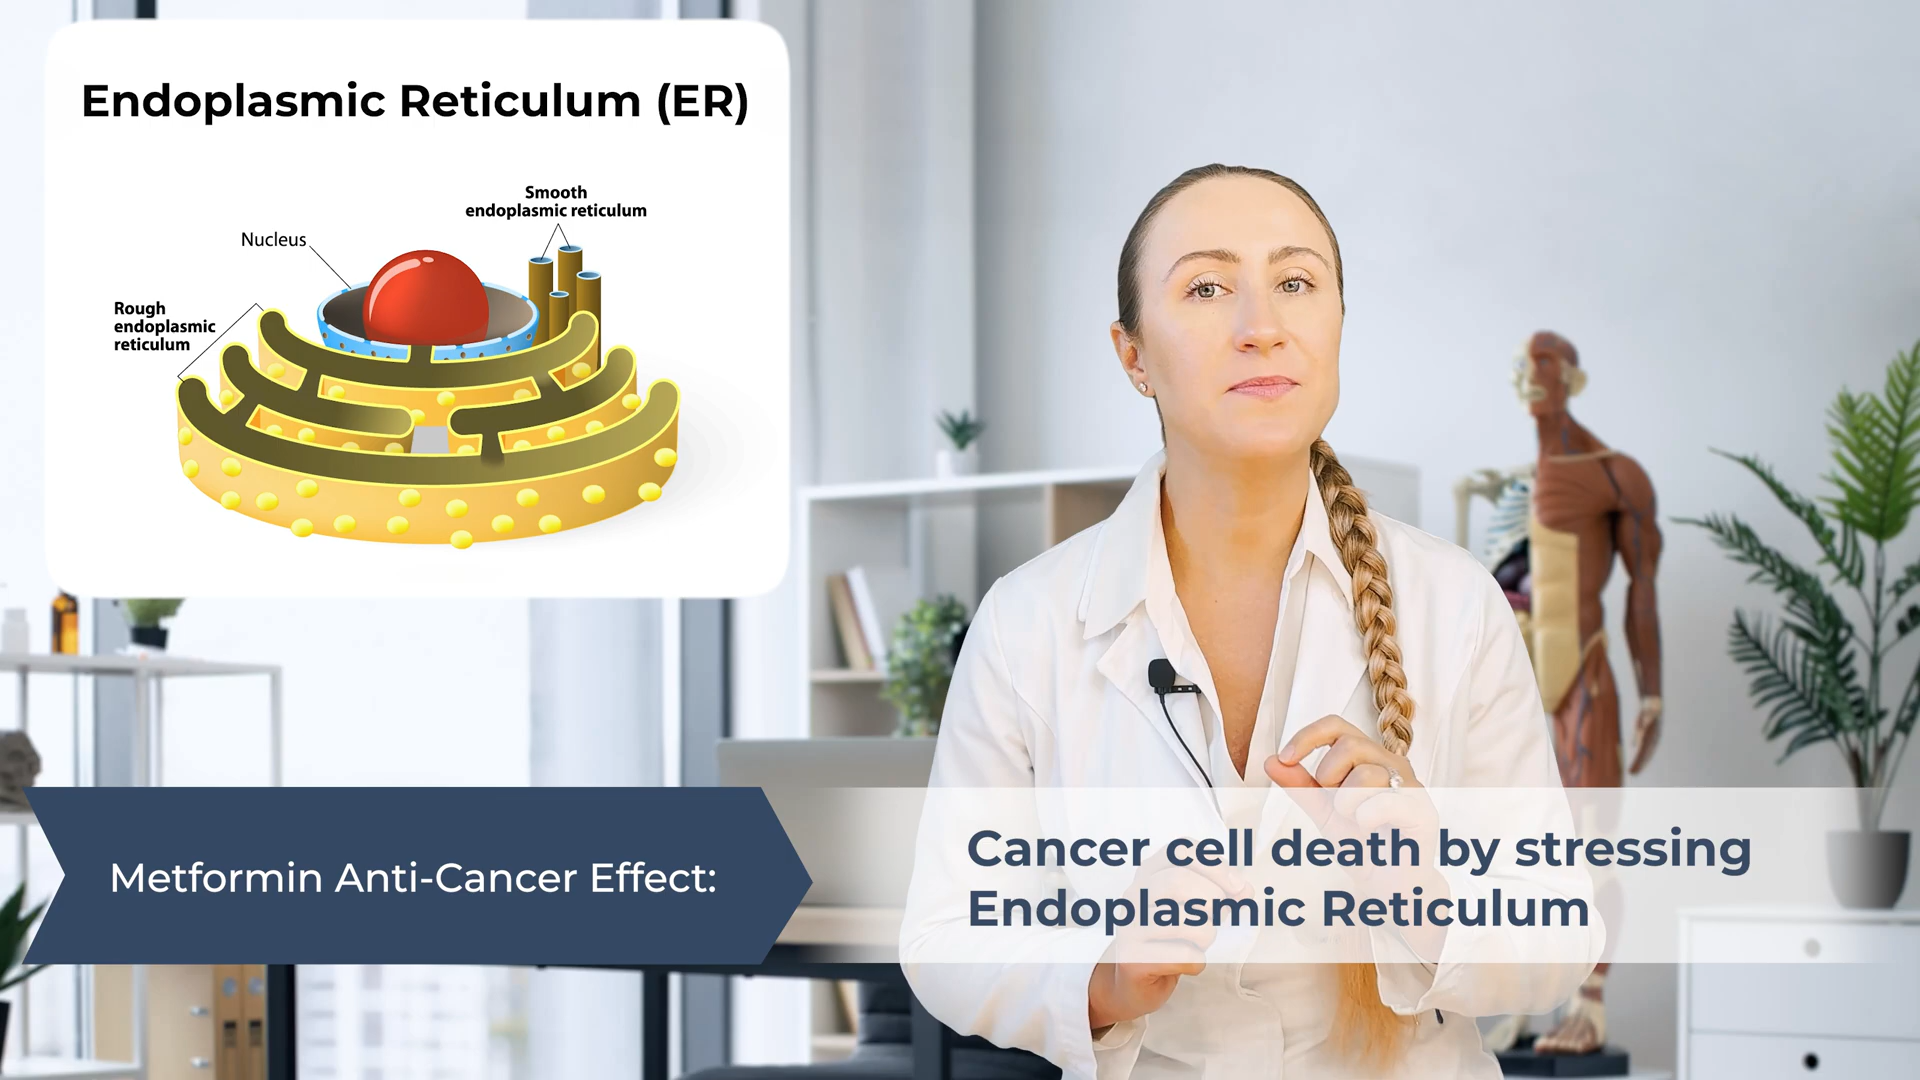 Endoplasmic Reticulum (ER)
Smooth
endoplasmic reticulum
Nucleus
Rough
endoplasmic
reticulum
Metformin Anti-Cancer Effect:
Cancer cell death by stressing
Endoplasmic Reticulum